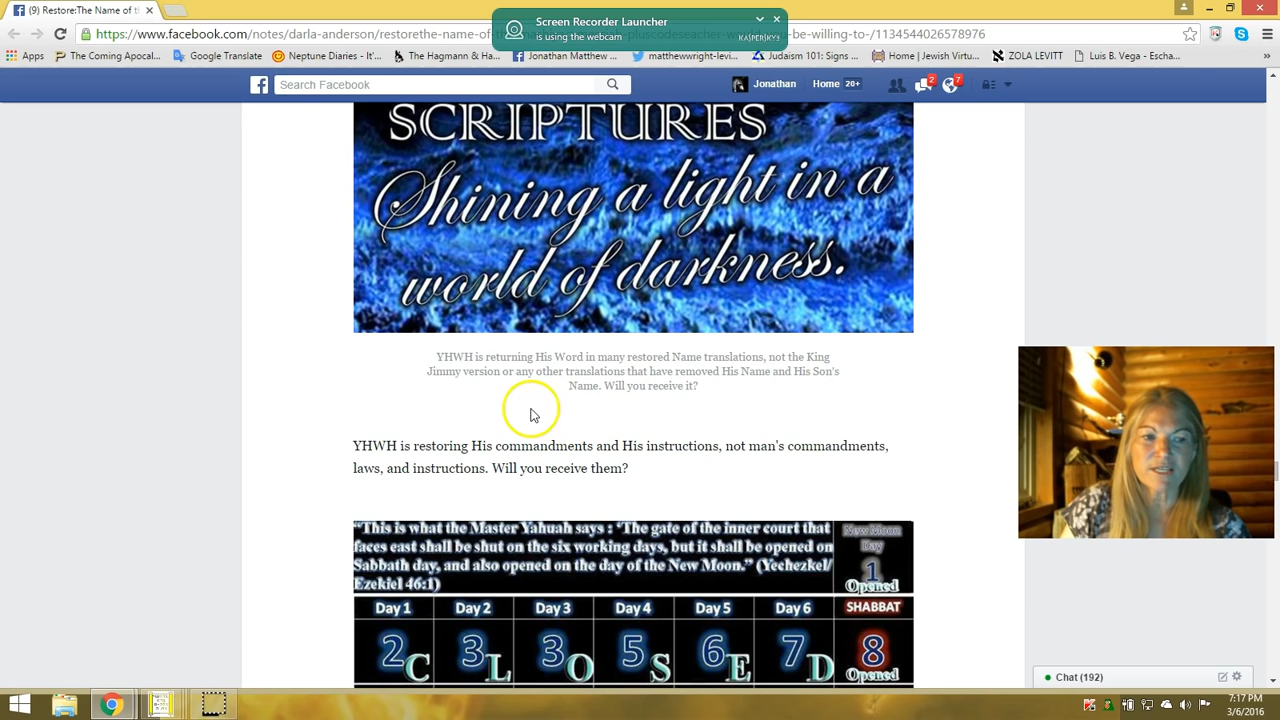 (9) Restore:The Name of t
Screen Recorder Launcher
is using the webcam
KASPERSKY
https://www.facebook.com/notes/darla-anderson/restorethe-name-of-
-pluscodeseacher-wo
be-willing-to-/1134544026578976
Apps
The Coming Apocal...
Google Translate
Neptune Diaries - It'...
The Hagmann & Ha...
Jonathan Matthew ...
matthewwright-levi...
Judaism 101: Suppo...
Home | Jewish Virtu...
ZOLA LEVITT
Luis B. Vega - Escha...
Search Facebook
Jonathan
Home 20+
2
7
SCRIPTURES
Shining a light in a
world of darkness.
YHWH is returning His Word in many restored Name translations, not the King
Jimmy version or any other translations that have removed His Name and His Son's
Name. Will you receive it?
YHWH is restoring His commandments and His instructions, not man's commandments,
laws, and instructions. Will you receive them?
"This is what the Master Yahuah says : 'The gate of the inner court that
faces east shall be shut on the six working days, but it shall be opened on
Sabbath day, and also opened on the day of the New Moon." (Yechezkel/
Ezekiel 46:1)
New Moon
Day
1
Opened
Day 1 Day 2 Day 3 Day 4 Day 5 Day 6 SHABBAT
2 C 3 L 3 O 5 S 6 E 7 D 8
Opened
Chat (192)
7:17 PM
3/6/2016